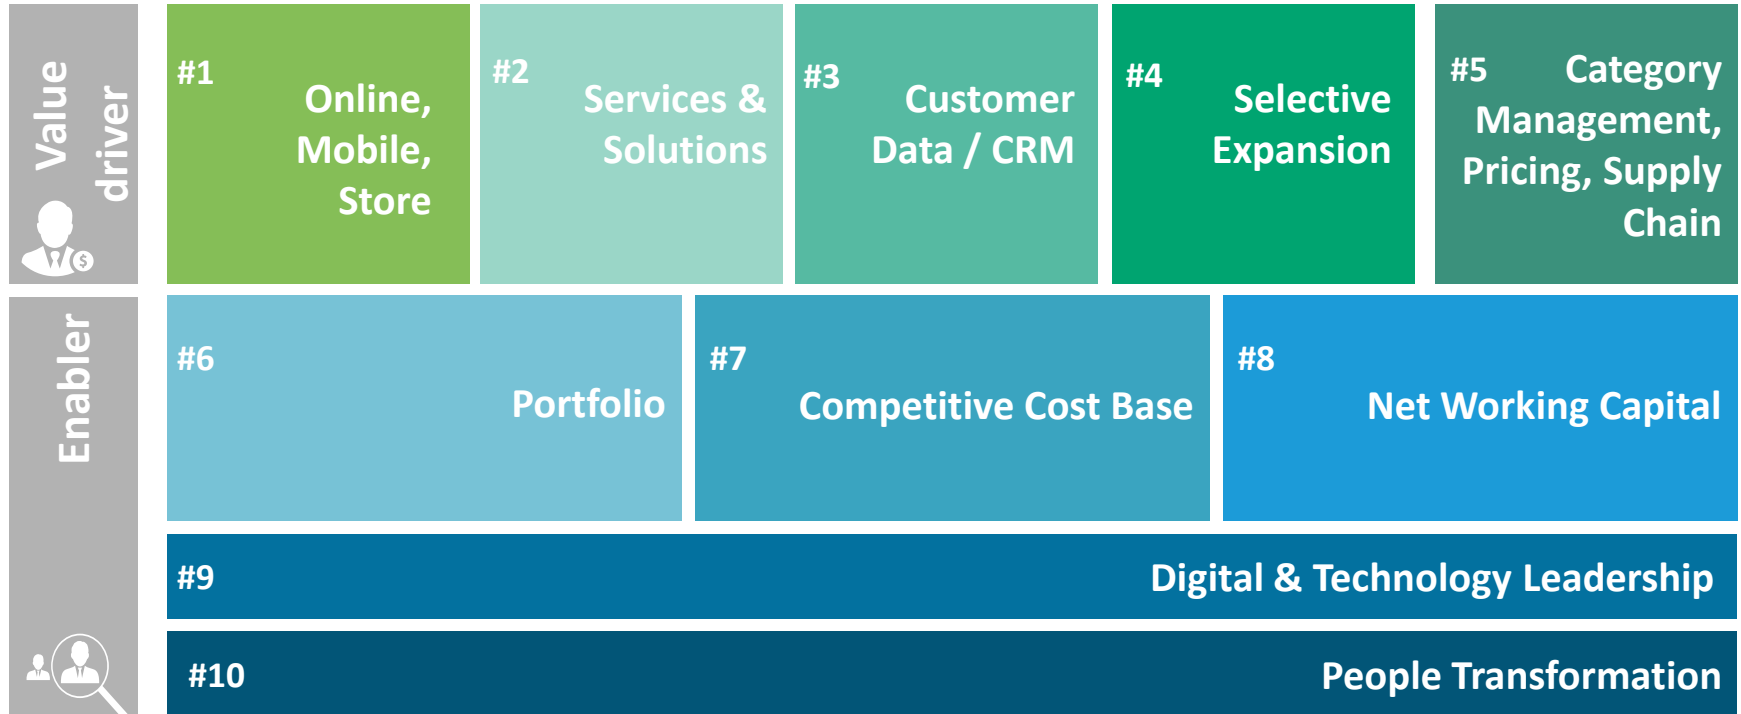 Value
driver
$
#1
Online,
Mobile,
Store
#2
Services &
Solutions
#3
Customer
Data / CRM
#4
Selective
Expansion
#5 Category
Management,
Pricing, Supply
Chain
Enabler
#6
Portfolio
#7
Competitive Cost Base
#8
Net Working Capital
#9 Digital & Technology Leadership
#10 People Transformation